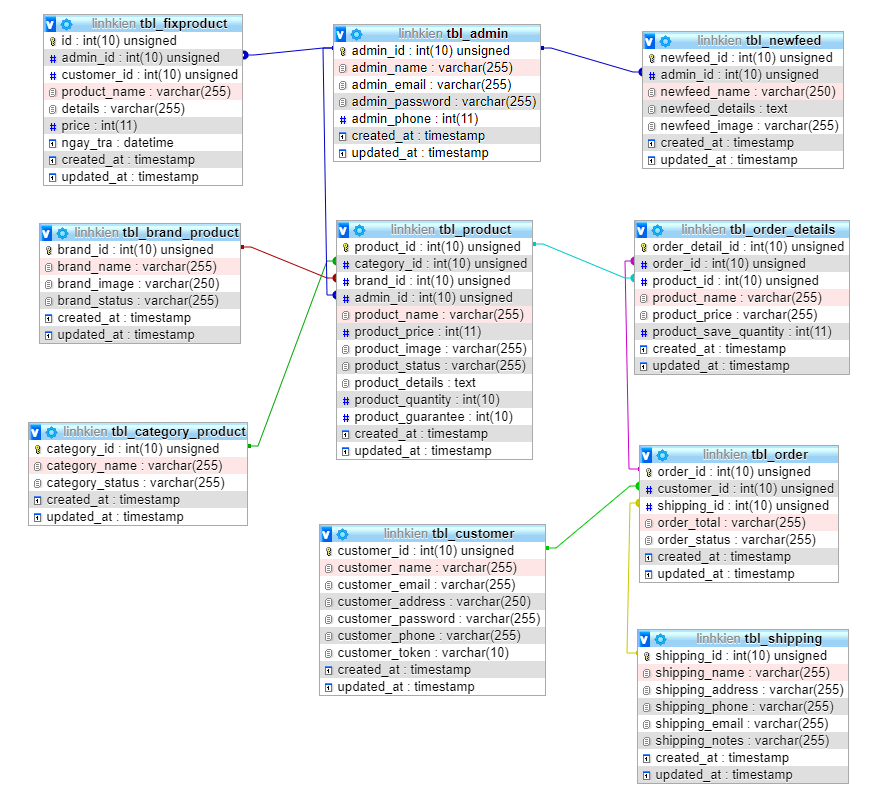 linhkien tbl_fixproduct
id : int(10) unsigned
admin_id : int(10) unsigned
customer_id : int(10) unsigned
product_name : varchar(255)
details : varchar(255)
price : int(11)
ngay_tra : datetime
created_at : timestamp
updated_at : timestamp
linhkien tbl_admin
admin_id : int(10) unsigned
admin_name : varchar(255)
admin_email : varchar(255)
admin_password : varchar(255)
admin_phone : int(11)
created_at : timestamp
updated_at : timestamp
linhkien tbl_newfeed
newfeed_id : int(10) unsigned
admin_id : int(10) unsigned
newfeed_name : varchar(250)
newfeed_details : text
newfeed_image : varchar(255)
created_at : timestamp
updated_at : timestamp
linhkien tbl_brand_product
brand_id : int(10) unsigned
brand_name : varchar(255)
brand_image : varchar(250)
brand_status : varchar(255)
created_at : timestamp
updated_at : timestamp
linhkien tbl_product
product_id : int(10) unsigned
category_id : int(10) unsigned
brand_id : int(10) unsigned
admin_id : int(10) unsigned
product_name : varchar(255)
product_price : int(11)
product_image : varchar(255)
product_status : varchar(255)
product_details : text
product_quantity : int(10)
product_guarantee : int(10)
created_at : timestamp
updated_at : timestamp
linhkien tbl_order_details
order_detail_id : int(10) unsigned
order_id : int(10) unsigned
product_id : int(10) unsigned
product_name : varchar(255)
product_price : varchar(255)
product_save_quantity : int(11)
created_at : timestamp
updated_at : timestamp
linhkien tbl_category_product
category_id : int(10) unsigned
category_name : varchar(255)
category_status : varchar(255)
created_at : timestamp
updated_at : timestamp
linhkien tbl_customer
customer_id : int(10) unsigned
customer_name : varchar(255)
customer_email : varchar(255)
customer_address : varchar(250)
customer_password : varchar(255)
customer_phone : varchar(255)
customer_token : varchar(10)
created_at : timestamp
updated_at : timestamp
linhkien tbl_order
order_id : int(10) unsigned
customer_id : int(10) unsigned
shipping_id : int(10) unsigned
order_total : varchar(255)
order_status : varchar(255)
created_at : timestamp
updated_at : timestamp
linhkien tbl_shipping
shipping_id : int(10) unsigned
shipping_name : varchar(255)
shipping_address : varchar(255)
shipping_phone : varchar(255)
shipping_email : varchar(255)
shipping_notes : varchar(255)
created_at : timestamp
updated_at : timestamp